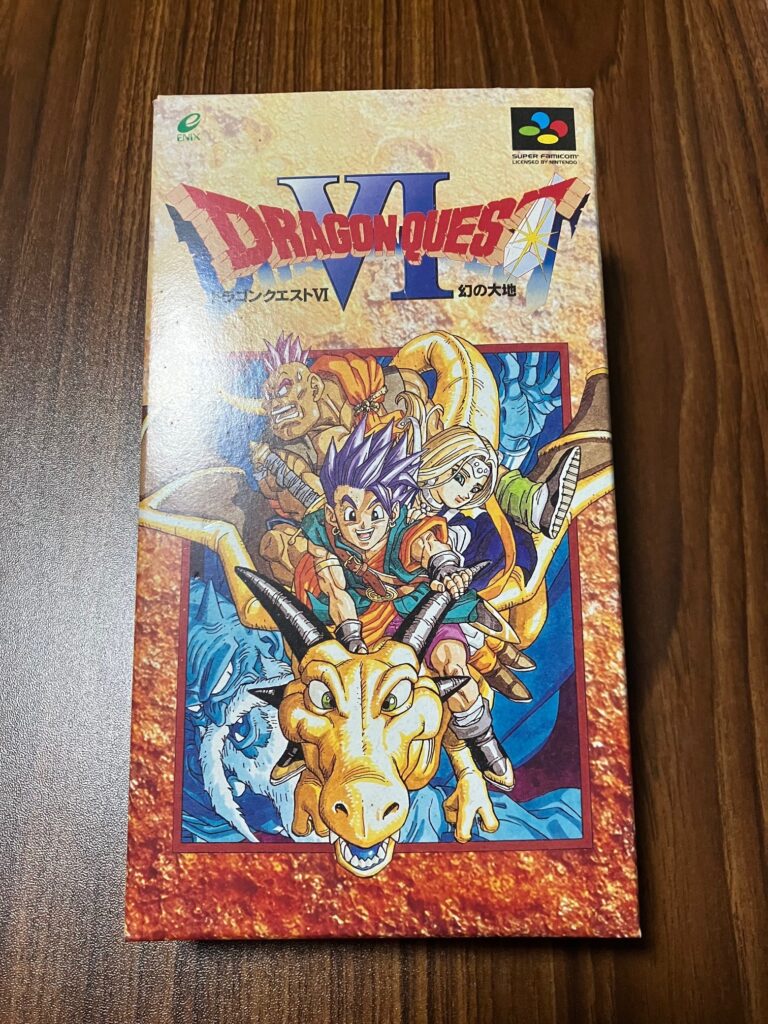 ENIX
SUPER FAMICOM
LICENSED BY NINTENDO
VI
DRAGON QUEST
ドラゴンクエストVI 幻の大地